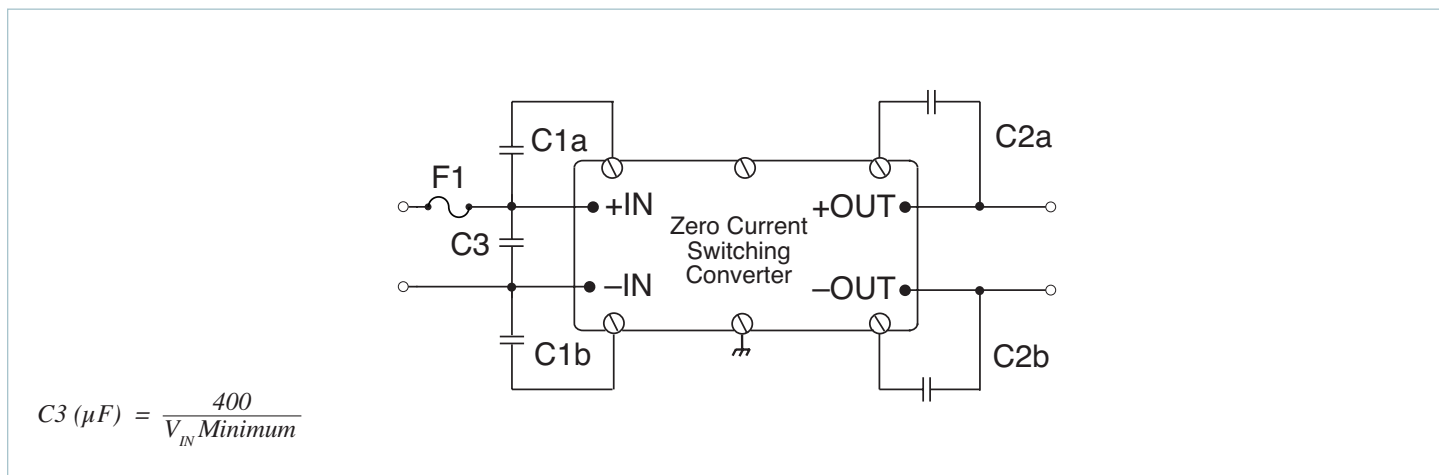 C1a
C2a
F1
+IN
+OUT
Zero Current
Switching
Converter
C3
–IN
–OUT
C1b
C2b
C3 (µF) = 400
V_IN Minimum